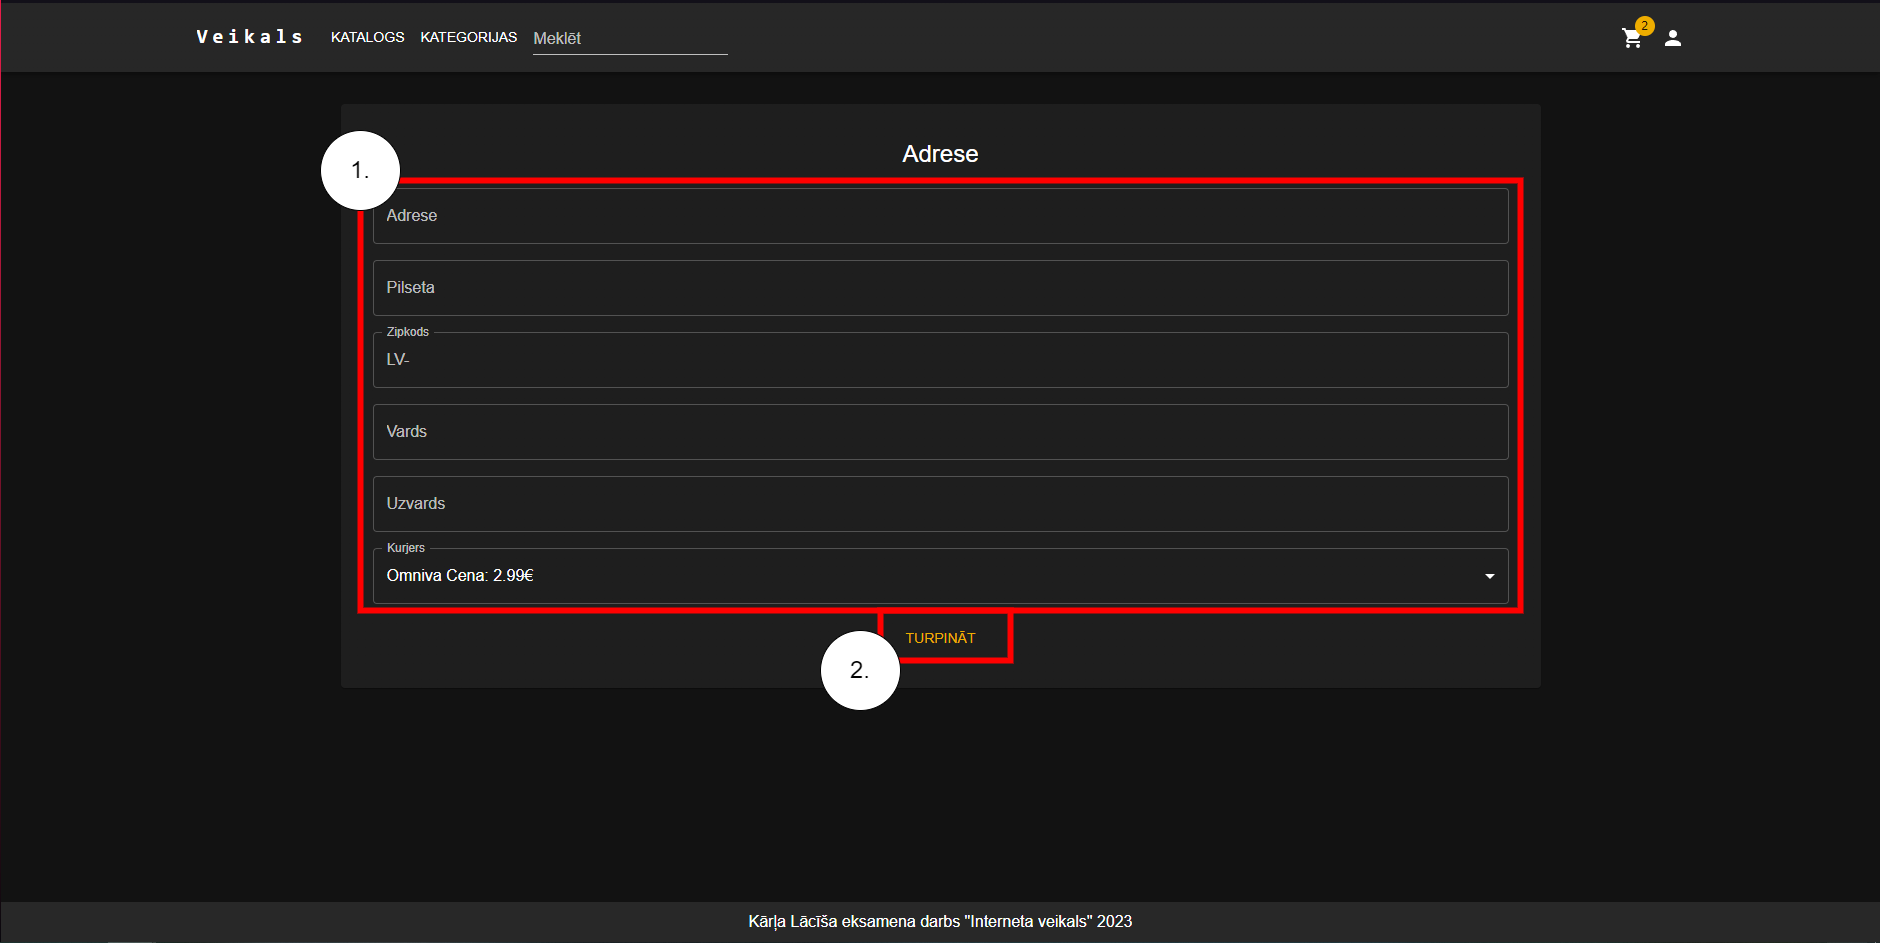 Veikals KATALOGS KATEGORIJAS Meklēt 2
Adrese
1.
Adrese
Pilseta
Zipkods
LV-
Vards
Uzvards
Kurjers
Omniva Cena: 2.99€
TURPINĀT
2.
Kārļa Lācīša eksamena darbs "Interneta veikals" 2023